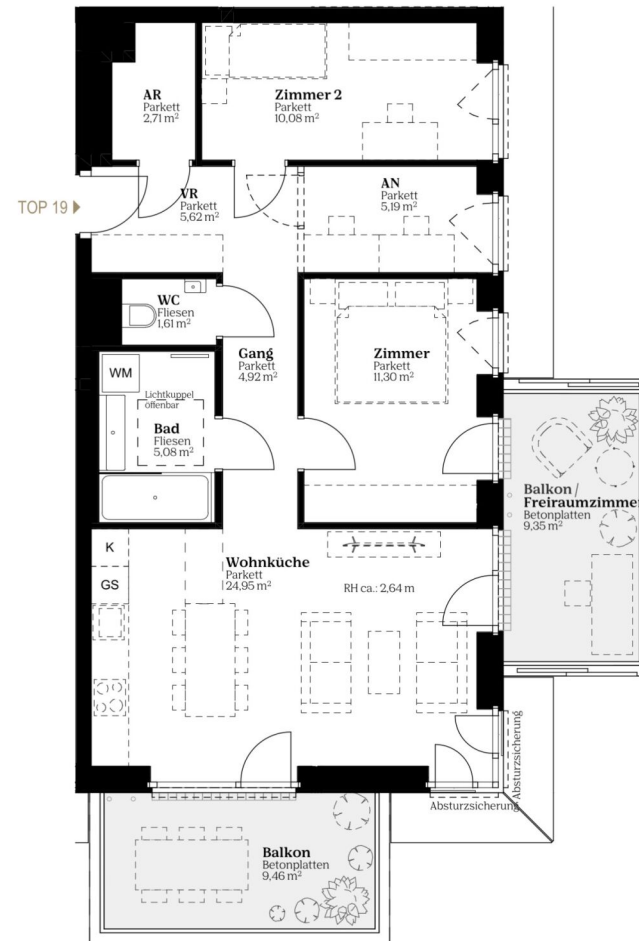 AR
Parkett
2,71 m²
Zimmer 2
Parkett
10,08 m²
TOP 19
VR
Parkett
5,62 m²
AN
Parkett
5,19 m²
WC
Fliesen
1,61 m²
Gang
Parkett
4,92 m²
Zimmer
Parkett
11,30 m²
WM
Lichtkuppel
öffenbar
Bad
Fliesen
5,08 m²
Balkon/
Freiraumzimmer
Betonplatten
9,35 m²
K
GS
Wohnküche
Parkett
24,95 m²
RH ca.: 2,64 m
Absturzsicherung
Absturzsicherung
Balkon
Betonplatten
9,46 m²